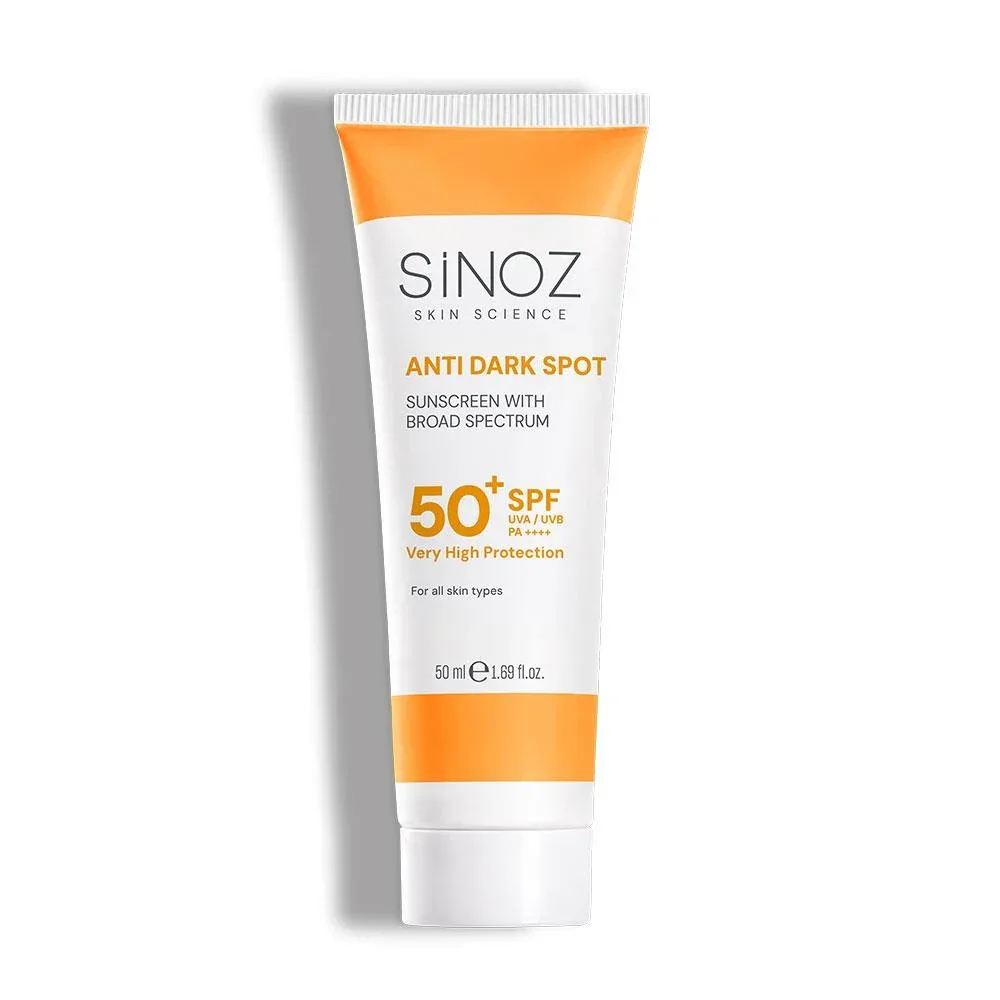 SiNOZ
SKIN SCIENCE
ANTI DARK SPOT
SUNSCREEN WITH
BROAD SPECTRUM
50+ SPF
UVA / UVB
PA ++++
Very High Protection
For all skin types
50 ml ℮ 1.69 fl.oz.